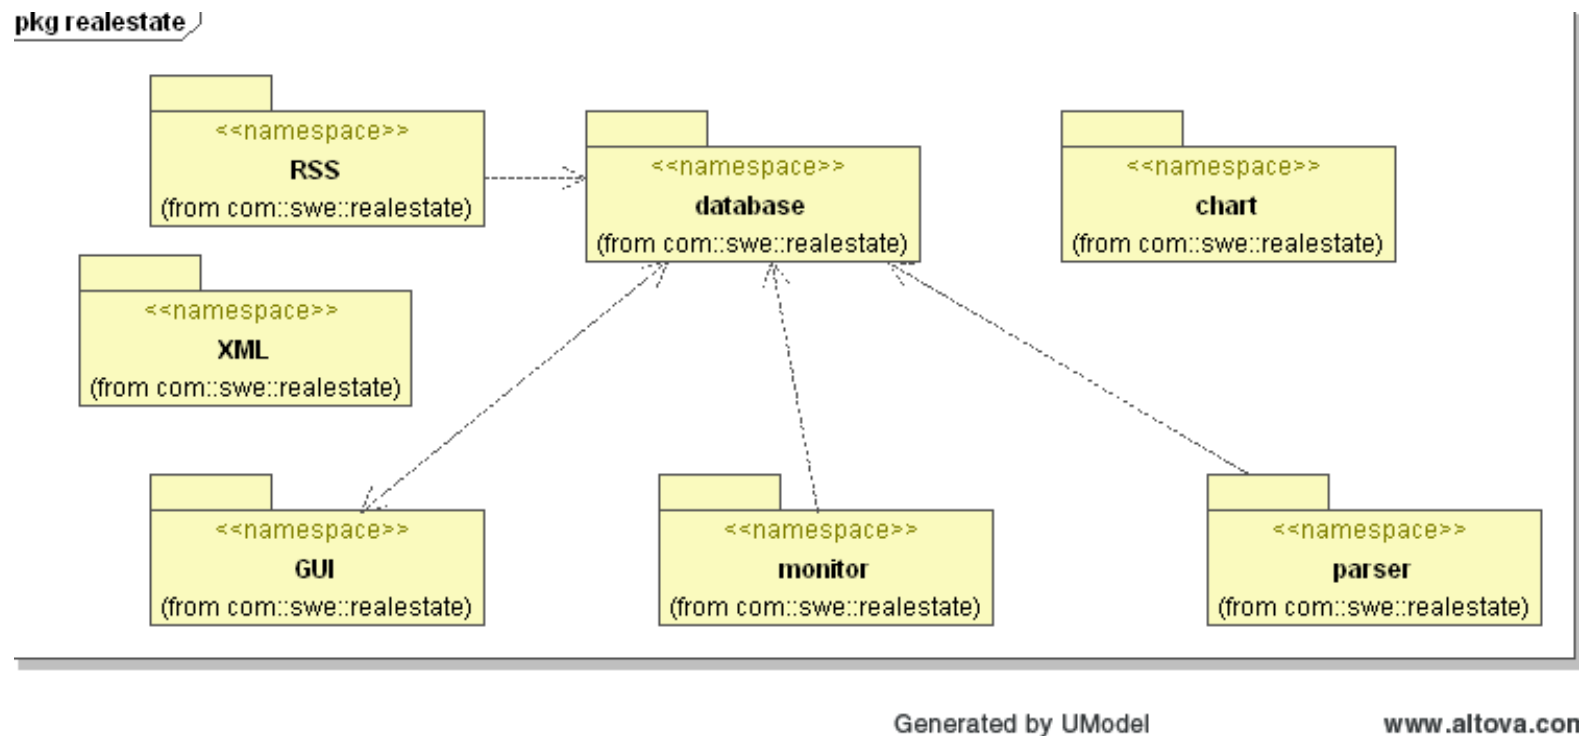 pkg realestate
<<namespace>>
RSS
(from com::swe::realestate)
<<namespace>>
database
(from com::swe::realestate)
<<namespace>>
chart
(from com::swe::realestate)
<<namespace>>
XML
(from com::swe::realestate)
<<namespace>>
GUI
(from com::swe::realestate)
<<namespace>>
monitor
(from com::swe::realestate)
<<namespace>>
parser
(from com::swe::realestate)
Generated by UModel
www.altova.con